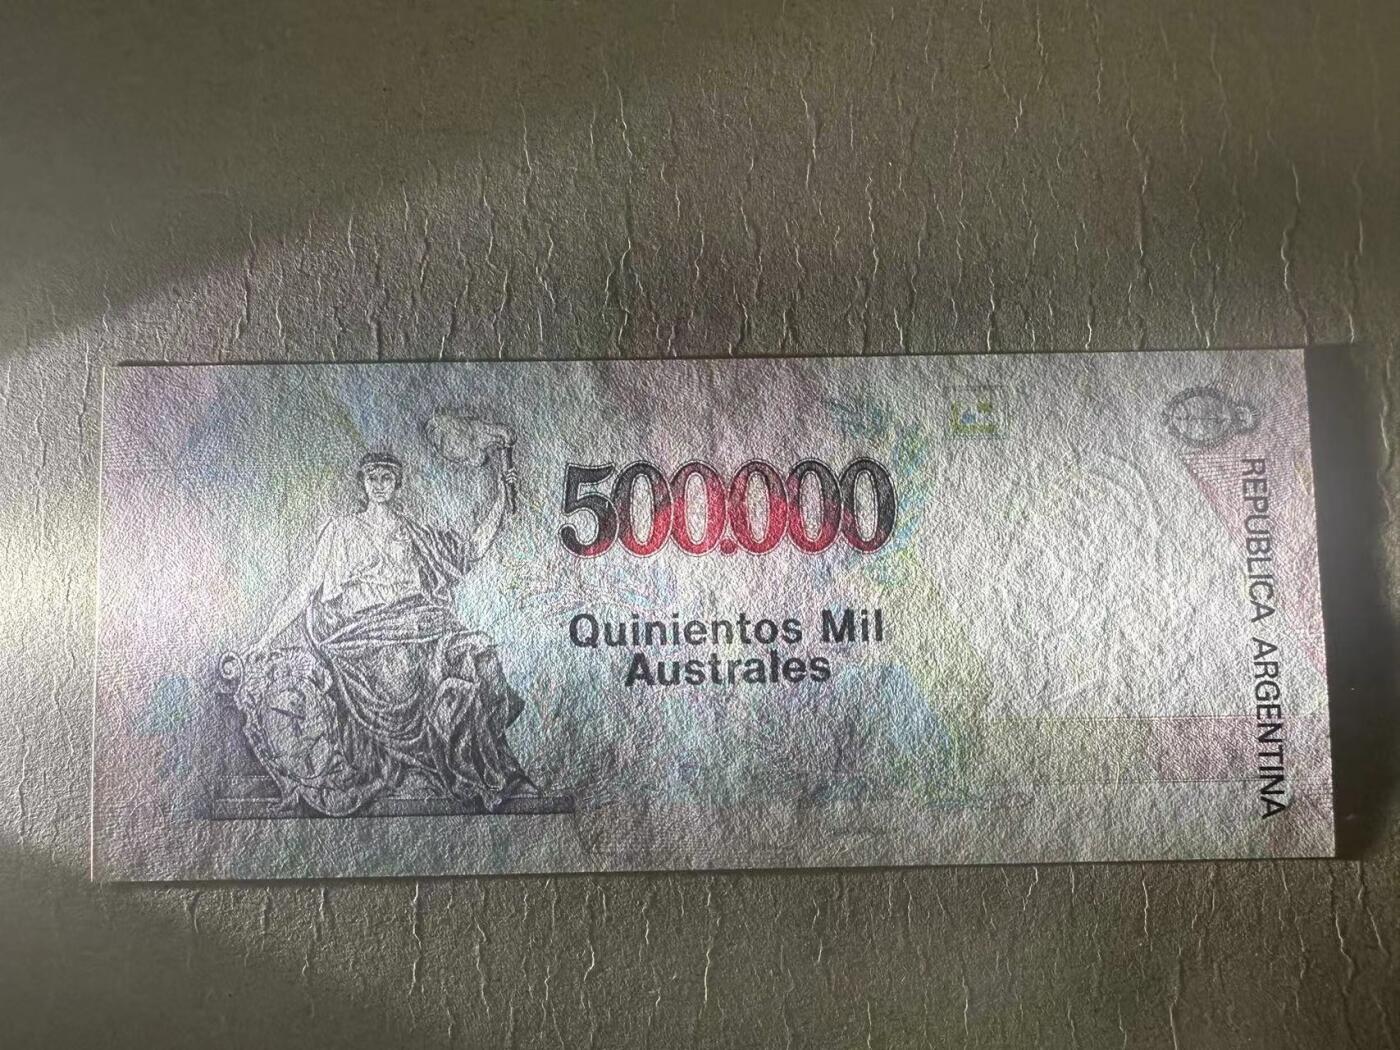 500.000
Quinientos Mil
Australes
REPUBLICA ARGENTINA